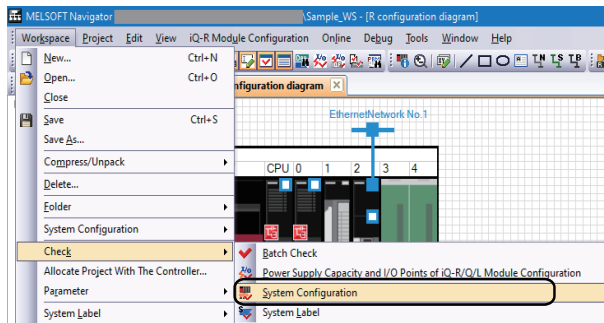 MELSOFT Navigator \Sample_WS - [R configuration diagram]
Workspace Project Edit View iQ-R Module Configuration Online Debug Tools Window Help
New... Ctrl+N
Open... Ctrl+O
Close
Save Ctrl+S
Save As...
Compress/Unpack
Delete...
Folder
System Configuration
Check
Allocate Project With The Controller...
Parameter
System Label
nfiguration diagram
EthernetNetwork No.1
CPU 0 1 2 3 4
Batch Check
Power Supply Capacity and I/O Points of iQ-R/Q/L Module Configuration
System Configuration
System Label